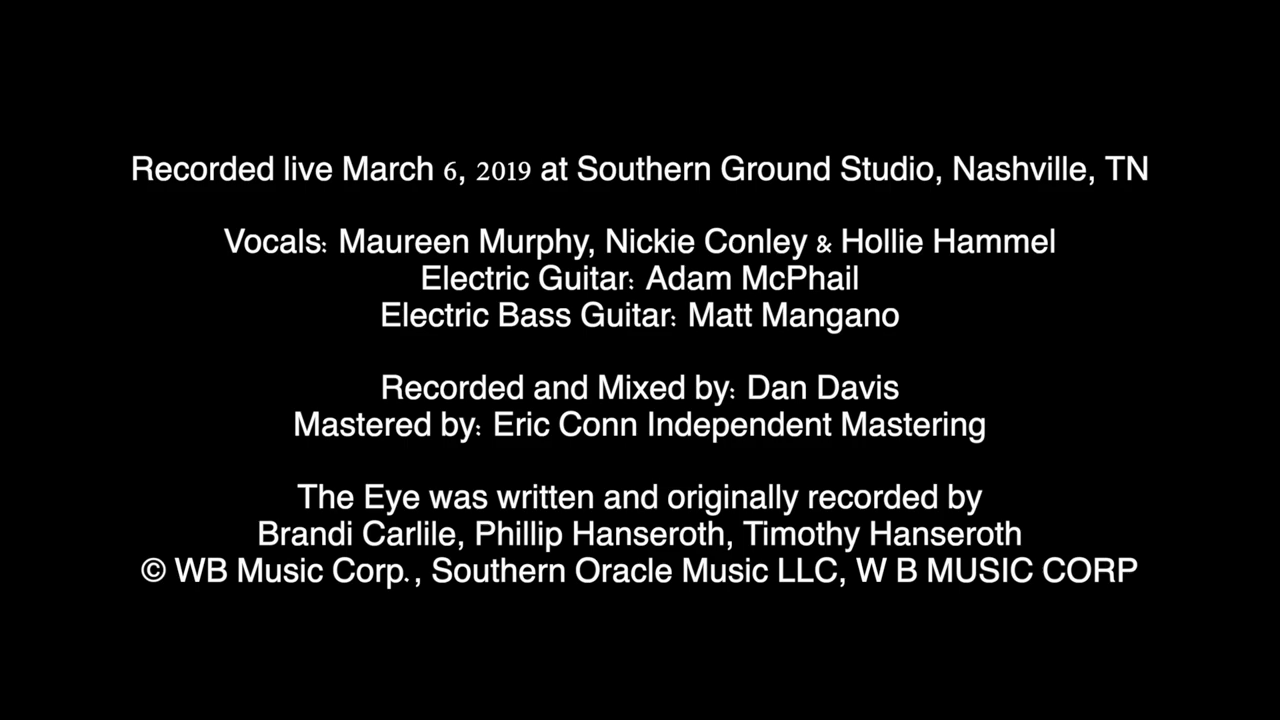 Recorded live March 6, 2019 at Southern Ground Studio, Nashville, TN
Vocals: Maureen Murphy, Nickie Conley & Hollie Hammel
Electric Guitar: Adam McPhail
Electric Bass Guitar: Matt Mangano
Recorded and Mixed by: Dan Davis
Mastered by: Eric Conn Independent Mastering
The Eye was written and originally recorded by
Brandi Carlile, Phillip Hanseroth, Timothy Hanseroth
© WB Music Corp., Southern Oracle Music LLC, W B MUSIC CORP